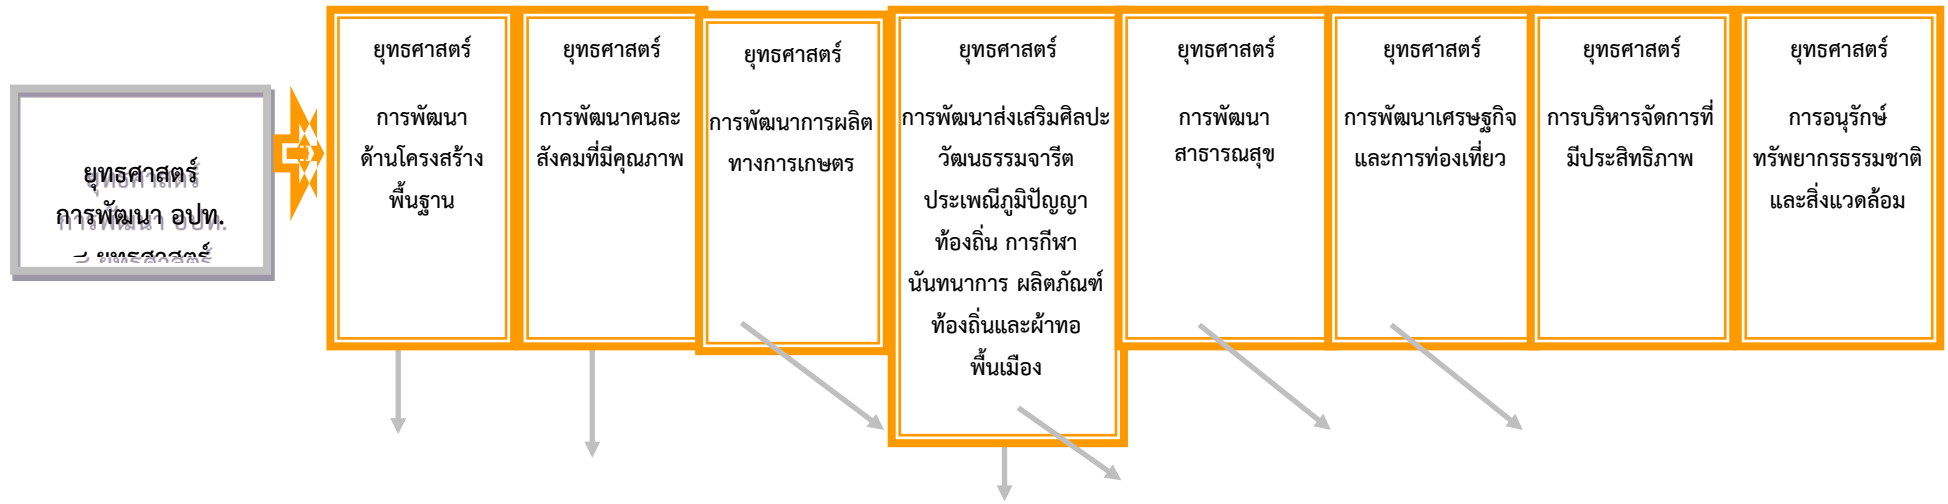 ยุทธศาสตร์
การพัฒนา อปท.
๘ ยุทธศาสตร์
ยุทธศาสตร์
การพัฒนา
ด้านโครงสร้าง
พื้นฐาน
ยุทธศาสตร์
การพัฒนาคนละ
สังคมที่มีคุณภาพ
ยุทธศาสตร์
การพัฒนาการผลิต
ทางการเกษตร
ยุทธศาสตร์
การพัฒนาส่งเสริมศิลปะ
วัฒนธรรมจารีต
ประเพณีภูมิปัญญา
ท้องถิ่น การกีฬา
นันทนาการ ผลิตภัณฑ์
ท้องถิ่นและผ้าทอ
พื้นเมือง
ยุทธศาสตร์
การพัฒนา
สาธารณสุข
ยุทธศาสตร์
การพัฒนาเศรษฐกิจ
และการท่องเที่ยว
ยุทธศาสตร์
การบริหารจัดการที่
มีประสิทธิภาพ
ยุทธศาสตร์
การอนุรักษ์
ทรัพยากรธรรมชาติ
และสิ่งแวดล้อม